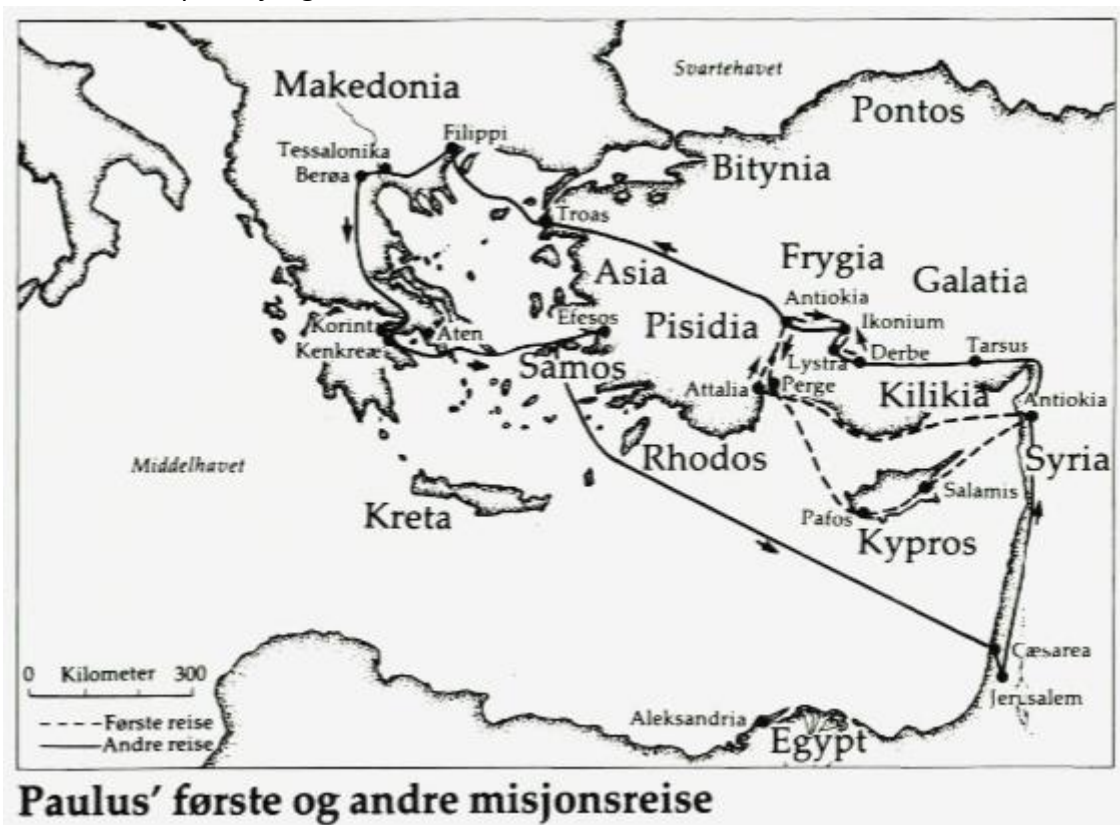 Svartehavet
Makedonia
Pontos
Filippi
Tessalonika
Berøa
Bitynia
Troas
Asia
Frygia
Galatia
Antiokia
Efesos
Pisidia
Ikonium
Korint
Aten
Kenkreæ
Samos
Lystra
Derbe
Tarsus
Attalia
Perge
Kilikia
Antiokia
Middelhavet
Rhodos
Syria
Kreta
Salamis
Pafos
Kypros
Cæsarea
0 Kilometer 300
Jerusalem
Første reise
Aleksandria
Egypt
Andre reise
Paulus’ første og andre misjonsreise